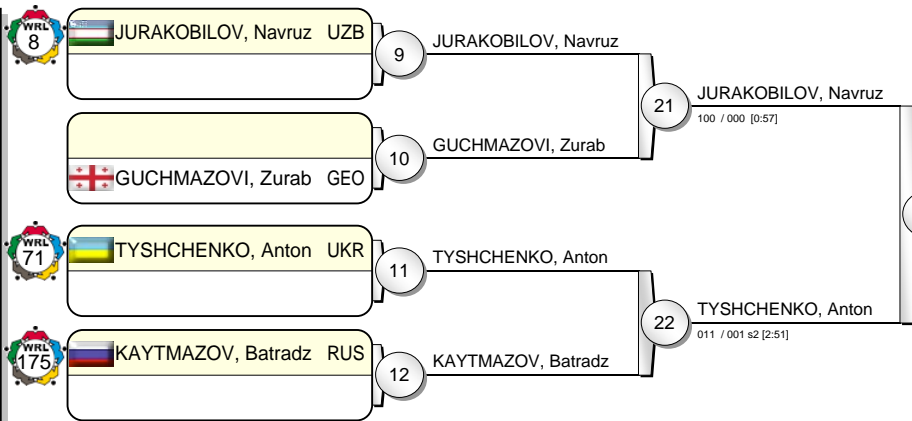 WRL
8
JURAKOBILOV, Navruz UZB
9
JURAKOBILOV, Navruz
21
JURAKOBILOV, Navruz
100 / 000 [0:57]
10
GUCHMAZOVI, Zurab
GUCHMAZOVI, Zurab GEO
WRL
71
TYSHCHENKO, Anton UKR
11
TYSHCHENKO, Anton
22
TYSHCHENKO, Anton
011 / 001 s2 [2:51]
WRL
175
KAYTMAZOV, Batradz RUS
12
KAYTMAZOV, Batradz